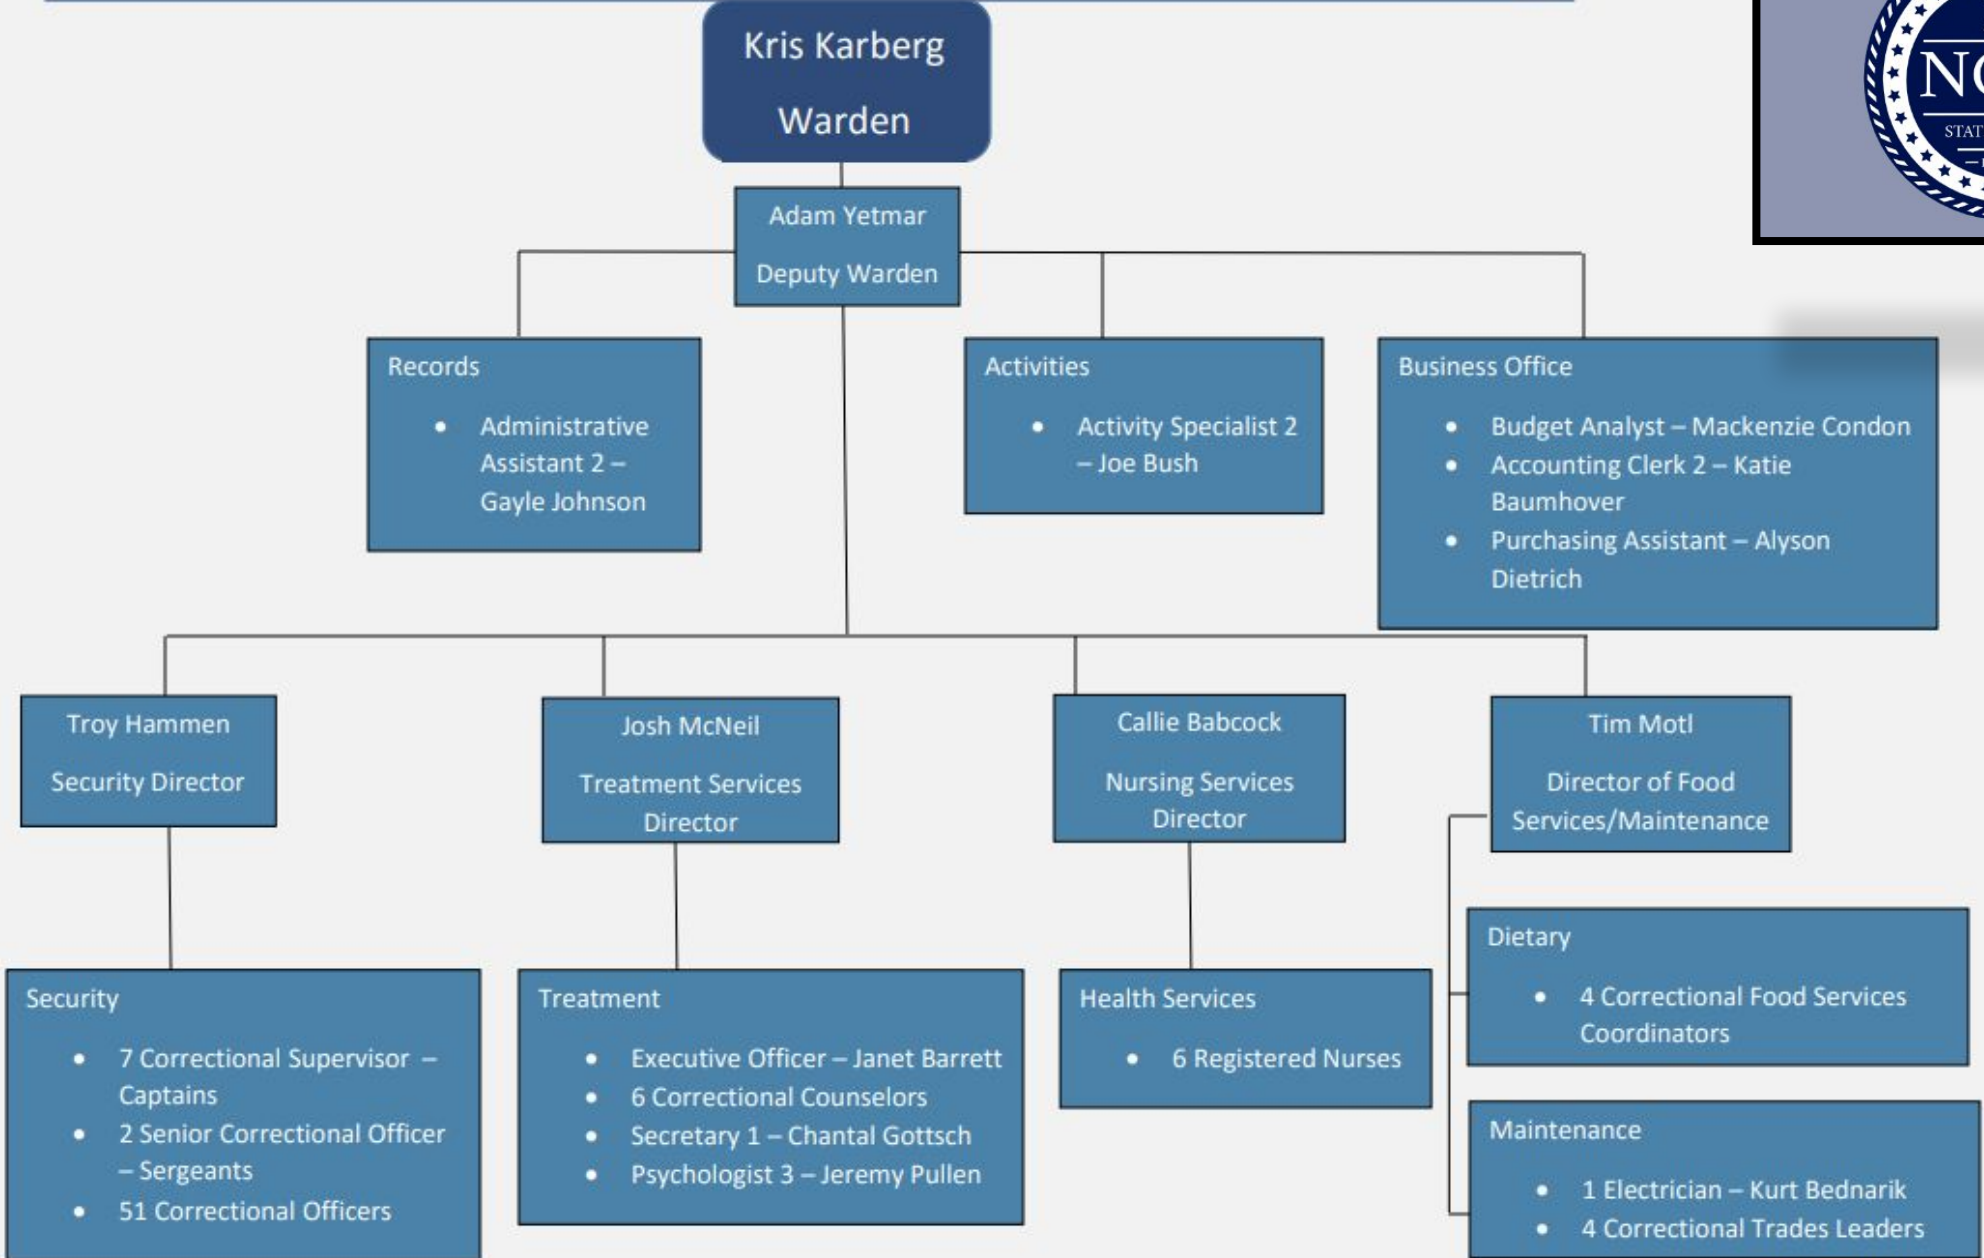 Kris Karberg
Warden
Adam Yetmar
Deputy Warden
Records
• Administrative
Assistant 2 –
Gayle Johnson
Activities
• Activity Specialist 2
– Joe Bush
Business Office
• Budget Analyst – Mackenzie Condon
• Accounting Clerk 2 – Katie
Baumhover
• Purchasing Assistant – Alyson
Dietrich
Troy Hammen
Security Director
Josh McNeil
Treatment Services
Director
Callie Babcock
Nursing Services
Director
Tim Motl
Director of Food
Services/Maintenance
Security
• 7 Correctional Supervisor –
Captains
• 2 Senior Correctional Officer
– Sergeants
• 51 Correctional Officers
Treatment
• Executive Officer – Janet Barrett
• 6 Correctional Counselors
• Secretary 1 – Chantal Gottsch
• Psychologist 3 – Jeremy Pullen
Health Services
• 6 Registered Nurses
Dietary
• 4 Correctional Food Services
Coordinators
Maintenance
• 1 Electrician – Kurt Bednarik
• 4 Correctional Trades Leaders